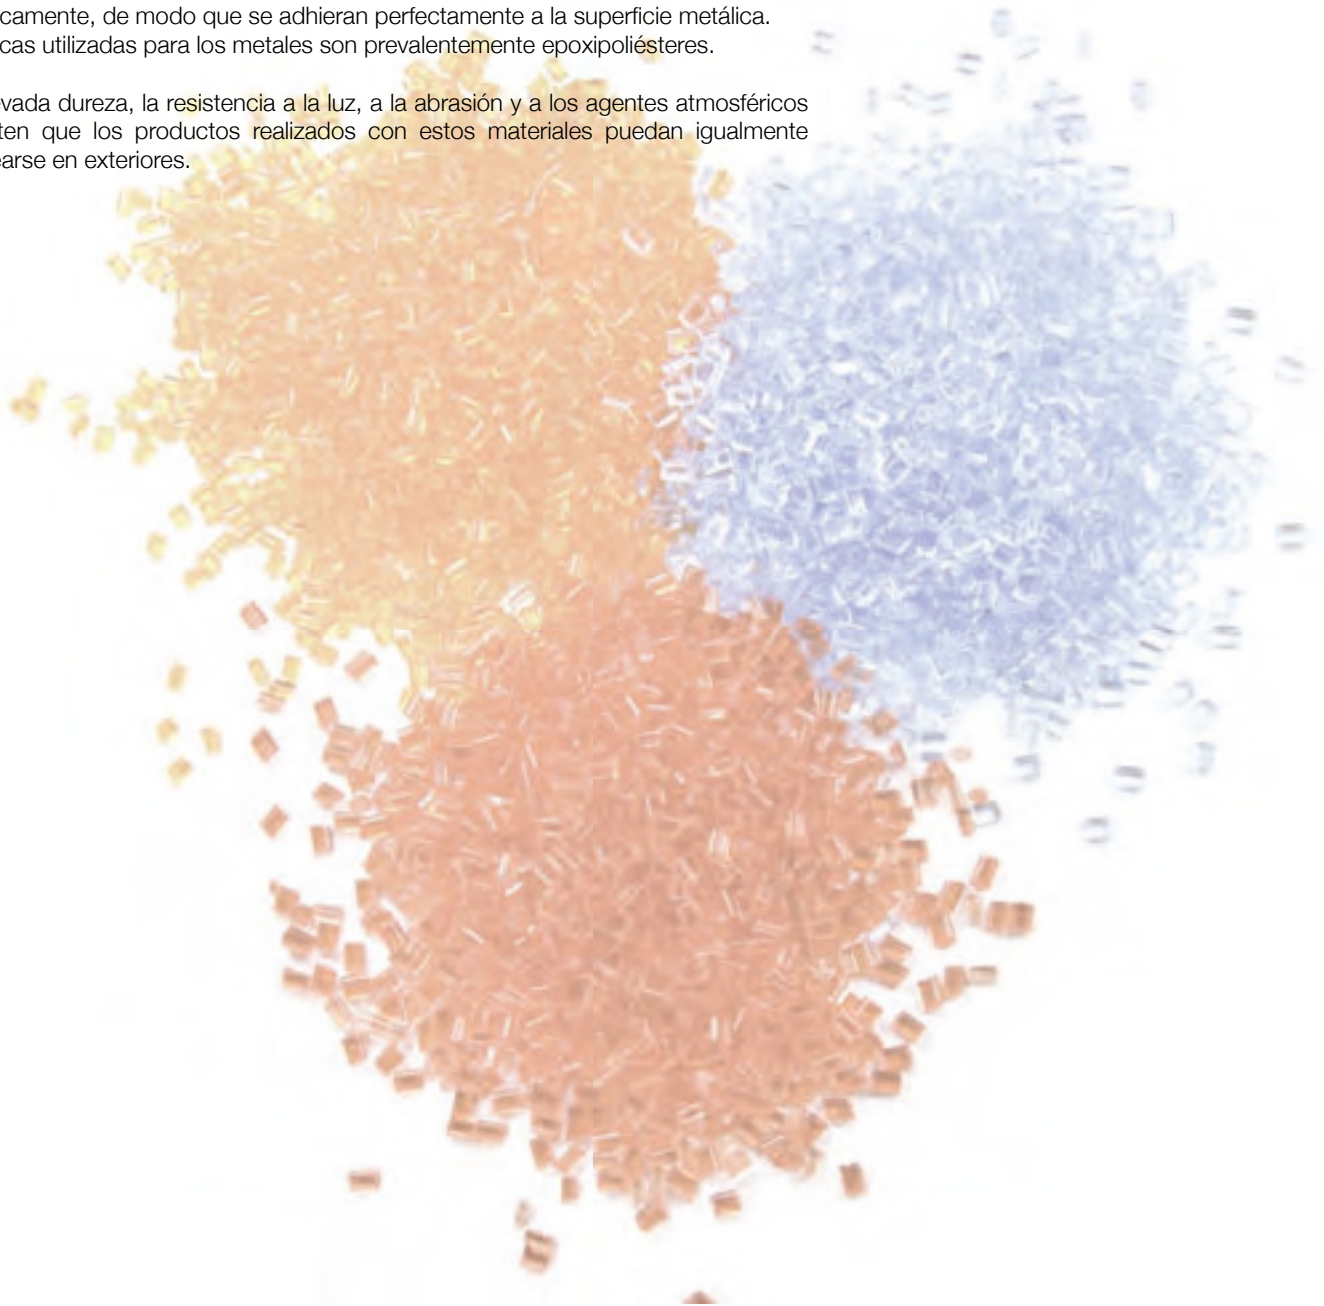 camente, de modo que se adhieran perfectamente a la superficie metálica.
cas utilizadas para los metales son prevalentemente epoxipoliésteres.
vada dureza, la resistencia a la luz, a la abrasión y a los agentes atmosféricos
ten que los productos realizados con estos materiales puedan igualmente
earse en exteriores.